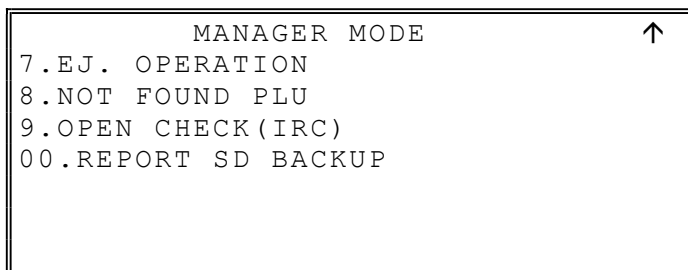 MANAGER MODE ↑
7.EJ. OPERATION
8.NOT FOUND PLU
9.OPEN CHECK(IRC)
00.REPORT SD BACKUP